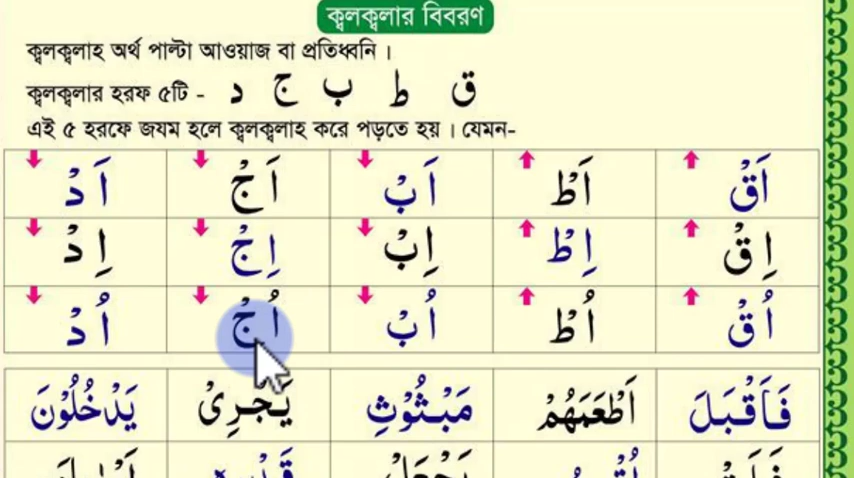 ক্বলক্বলার বিবরণ
ক্বলক্বলাহ অর্থ পাল্টা আওয়াজ বা প্রতিধ্বনি ।
ক্বলক্বলার হরফ ৫টি - ق ط ب ج د
এই ৫ হরফে জযম হলে ক্বলক্বলাহ করে পড়তে হয় । যেমন-
اَقْ اَطْ اَبْ اَجْ اَدْ
اِقْ اِطْ اِبْ اِجْ اِدْ
اُقْ اُطْ اُبْ اُجْ اُدْ
فَاَقْبَلَ اَطْعَمَهُمْ مَبْثُوْثِ يَجْرِىْ يَدْخُلُوْنَ